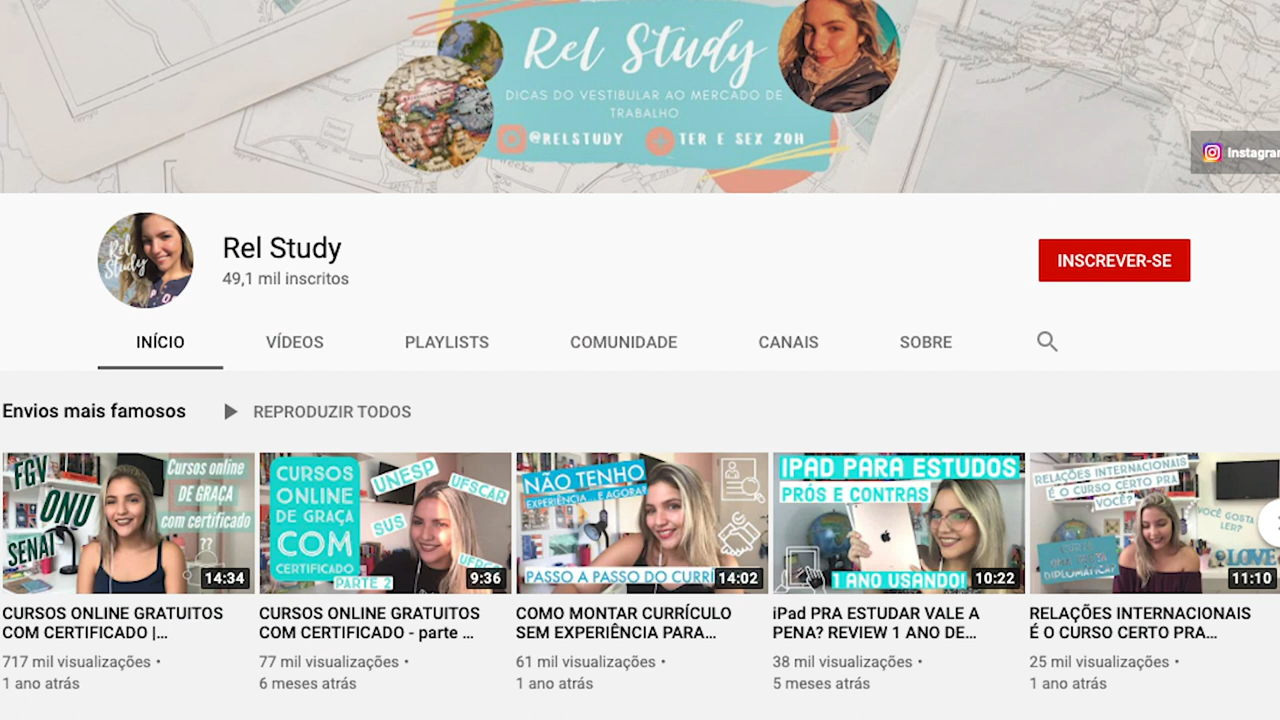 Rel Study
DICAS DO VESTIBULAR AO MERCADO DE
TRABALHO
@RELSTUDY
TER E SEX 20H
Instagram
Rel
Study
Rel Study
49,1 mil inscritos
INSCREVER-SE
INÍCIO
VÍDEOS
PLAYLISTS
COMUNIDADE
CANAIS
SOBRE
Envios mais famosos
REPRODUZIR TODOS
FGV
ONU
SENAI
Cursos online
DE GRAÇA
com certificado
??
14:34
CURSOS
ONLINE
DE GRAÇA
COM
CERTIFICADO
PARTE 2
UNESP
UFSCAR
SUS
9:36
NÃO TENHO
EXPERIÊNCIA... E AGORA?
PASSO A PASSO DO CURRÍ
14:02
IPAD PARA ESTUDOS
PRÓS E CONTRAS
1 ANO USANDO!
10:22
RELAÇÕES INTERNACIONAIS
É O CURSO CERTO PRA
VOCÊ?
VOCÊ GOSTA
LER?
LOVE
11:10
CURSOS ONLINE GRATUITOS
COM CERTIFICADO |...
717 mil visualizações •
1 ano atrás
CURSOS ONLINE GRATUITOS
COM CERTIFICADO - parte ...
77 mil visualizações •
6 meses atrás
COMO MONTAR CURRÍCULO
SEM EXPERIÊNCIA PARA...
61 mil visualizações •
1 ano atrás
iPad PRA ESTUDAR VALE A
PENA? REVIEW 1 ANO DE...
38 mil visualizações •
5 meses atrás
RELAÇÕES INTERNACIONAIS
É O CURSO CERTO PRA...
25 mil visualizações •
1 ano atrás